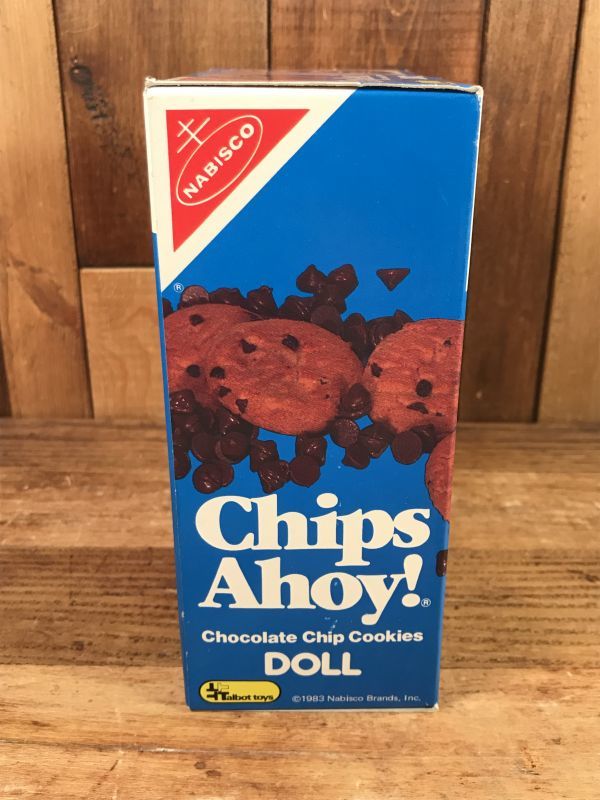 NABISCO
®
Chips
Ahoy!®
Chocolate Chip Cookies
DOLL
Talbot toys
©1983 Nabisco Brands, Inc.